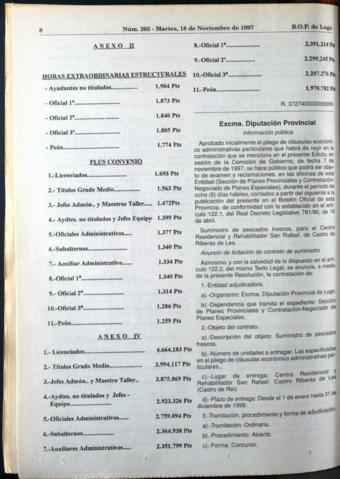 8
Núm. 265 - Martes, 18 de Noviembre de 1997
B.O.P. de Lugo
A N E X O II
HORAS EXTRAORDINARIAS ESTRUCTURALES
- Ayudantes no titulados.............. 1.904 Pts
- Oficial 1ª........................ 1.873 Pts
- Oficial 2ª........................ 1.840 Pts
- Oficial 3ª........................ 1.805 Pts
- Peón............................. 1.774 Pts
PLUS CONVENIO
1.-Licenciados.................. 1.693 Pts
2.- Títulos Grado Medio............ 1.563 Pts
3.-Jefes Admón.. y Maestros Taller..... 1.472Pts
4.- Aydtes. no titulados y Jefes Equipo 1.399 Pts
5.-Oficiales Administrativos...... 1.377 Pts
6.-Subalternos................... 1.340 Pts
7.- Auxiliar Administrativo....... 1.334 Pts
8.-Oficial 1ª.................... 1.340 Pts
9.- Oficial 2ª.................... 1.314 Pts
10.-Oficial 3ª................... 1.286 Pts
11.-Peón......................... 1.259 Pts
A N E X O IV
1.- Licenciados.................. 4.664.183 Pts
2.- Títulos Grado Medio.......... 3.994.117 Pts
3.-Jefes Admón.. y Maestros Taller.. 3.875.869 Pts
4.-Aydtes. no titulados y Jefes -
Equipo........................ 2.923.326 Pts
5.-Oficiales Administrativos...... 2.759.094 Pts
6.-Subalternos................... 2.364.938 Pts
7.-Auxiliares Administrativos..... 2.351.799 Pts
8.-Oficial 1ª.................... 2.391.214 Pts
9.-Oficial 2ª.................... 2.299.245 Pts
10.-Oficial 3ª................... 2.207.276 Pts
11.-Peón......................... 1.970.782 Pts
R. 372740000006699
Excma. Diputación Provincial
Información pública
Aprobado inicialmente el pliego de cláusulas económico
administrativas particulares que habrá de regir en la
contratación que se menciona en el presente Edicto, en
sesión de la Comisión de Gobierno, de fecha 7 de
noviembre de 1997, se hace público que podrá ser objeto
de examen y reclamaciones, en las oficinas de esta
Entidad (Sección de Planes Provinciales y Contratación-
Negociado de Planes Especiales), durante el período de
ocho (8) días hábiles, contados a partir del siguiente a la
publicación del presente en el Boletín Oficial de esta
Provincia, de conformidad con lo establecido en el artículo
122.1, del Real Decreto Legislativo 781/86, de 18
de abril.
Suministro de pescados frescos, para el Centro
Residencial y Rehabilitador San Rafael, de Castro de
Riberas de Lea.
Anuncio de licitación de contrato de suministro
Asimismo, y con la salvedad de lo dispuesto en el artículo
122.2, del mismo Texto Legal, se anuncia, a medio
de la presente Resolución, la contratación de:
1.-Entidad adjudicadora.
a).-Organismo: Excma. Diputación Provincial de Lugo.
b).-Dependencia que tramita el expediente: Sección
de Planes Provinciales y Contratación-Negociado de
Planes Especiales.
2.-Objeto del contrato.
a).-Descripción del objeto: Suministro de pescados
frescos.
b).-Número de unidades a entregar: Las especificadas
en el pliego de cláusulas económico administrativas particulares..
c).-Lugar de entrega: Centro Residencial e
Rehabilitador San Rafael. Castro Riberas de Lea
(Castro de Rei).
d).-Plazo de entrega: Desde el 1 de enero hasta 31 de
diciembre de 1998.
3.-Tramitación, procedimiento y forma de adjudicación.
a).-Tramitación: Ordinaria.
b).-Procedimiento: Abierto.
c).-Forma: Concurso.